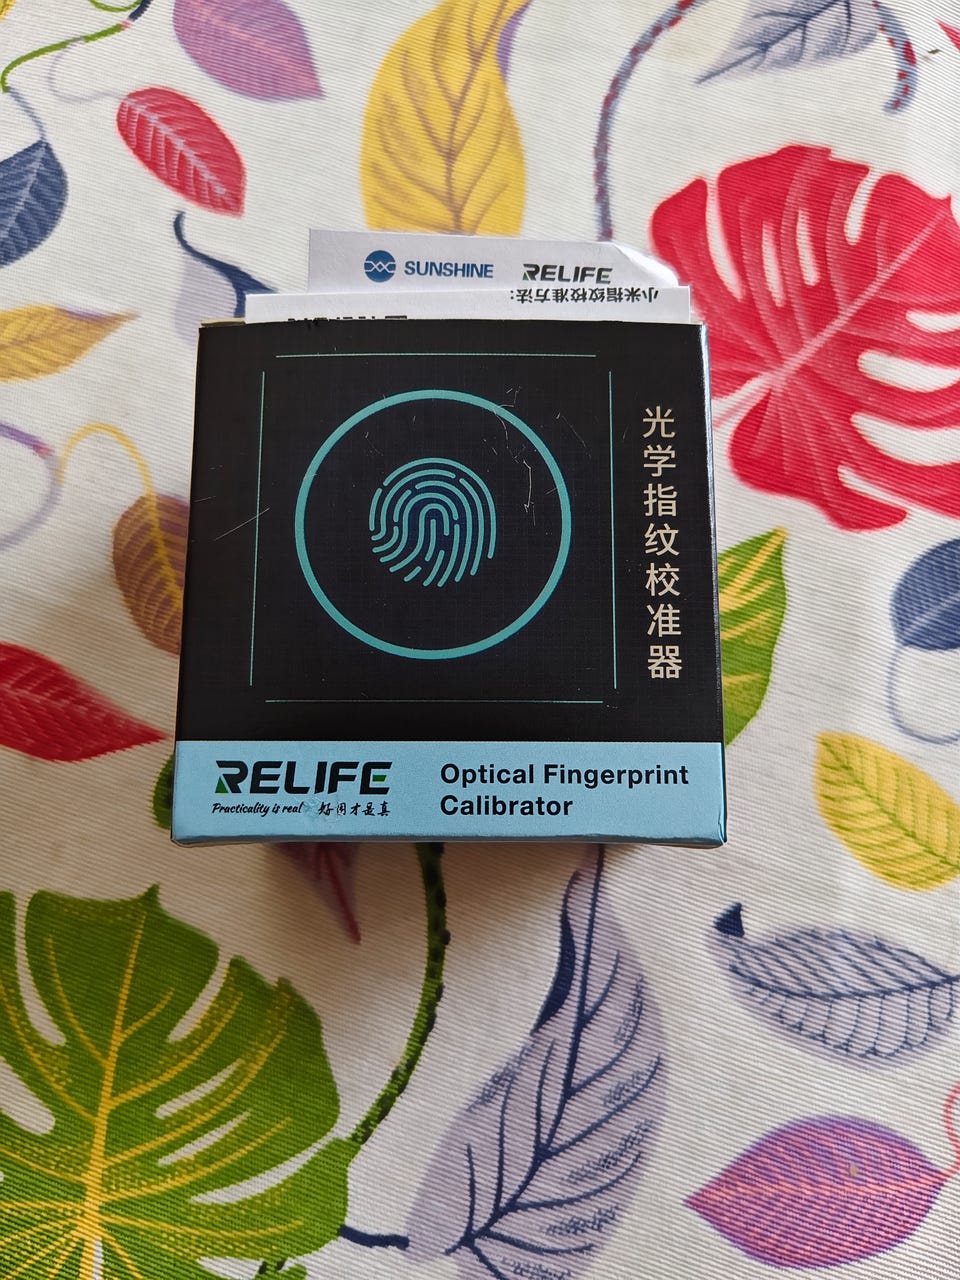 SUNSHINE RELIFE
小米指纹校准方法：
光学指纹校准器
RELIFE
Practicality is real 好用才是真
Optical Fingerprint
Calibrator